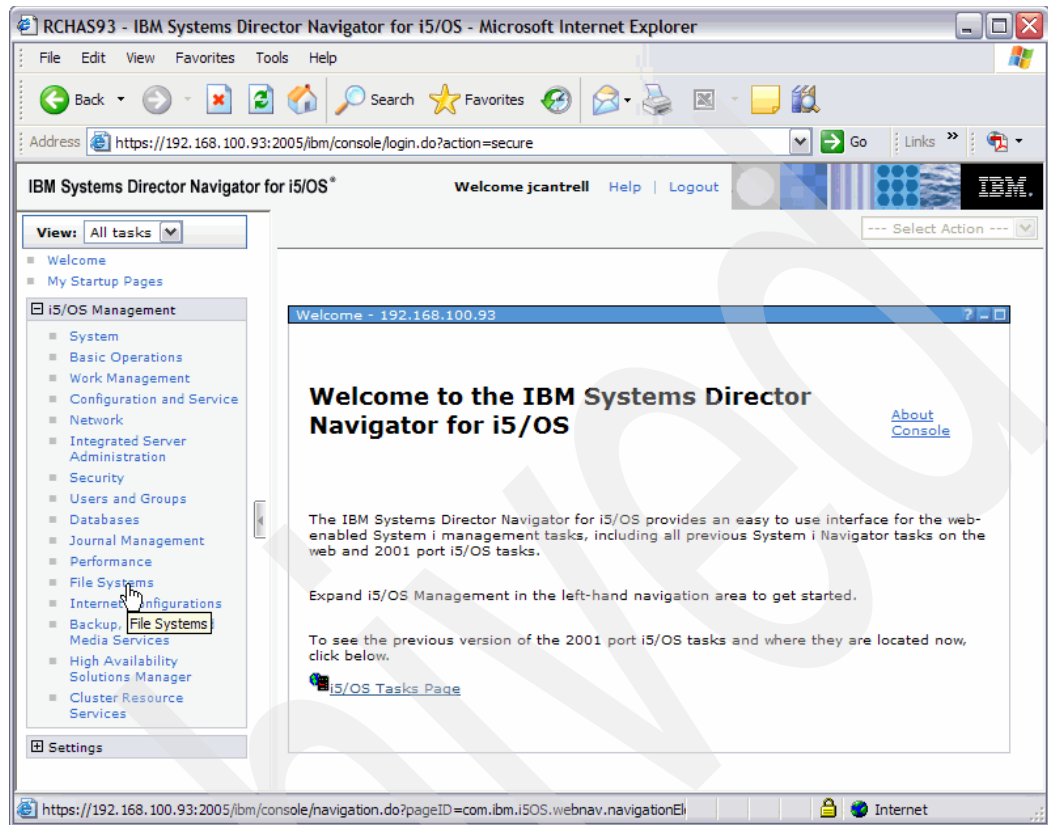 RCHAS93 - IBM Systems Director Navigator for i5/OS - Microsoft Internet Explorer
File Edit View Favorites Tools Help
Back Search Favorites
Address https://192.168.100.93:2005/ibm/console/login.do?action=secure Go Links »
IBM Systems Director Navigator for i5/OS® Welcome jcantrell Help | Logout IBM.
View: All tasks --- Select Action ---
Welcome
My Startup Pages
i5/OS Management
System
Basic Operations
Work Management
Configuration and Service
Network
Integrated Server
Administration
Security
Users and Groups
Databases
Journal Management
Performance
File Systems
Internet Configurations
Backup, File Systems
Media Services
High Availability
Solutions Manager
Cluster Resource
Services
Settings
Welcome - 192.168.100.93
Welcome to the IBM Systems Director
Navigator for i5/OS
About
Console
The IBM Systems Director Navigator for i5/OS provides an easy to use interface for the web-
enabled System i management tasks, including all previous System i Navigator tasks on the
web and 2001 port i5/OS tasks.
Expand i5/OS Management in the left-hand navigation area to get started.
To see the previous version of the 2001 port i5/OS tasks and where they are located now,
click below.
i5/OS Tasks Page
https://192.168.100.93:2005/ibm/console/navigation.do?pageID=com.ibm.i5OS.webnav.navigationEl Internet